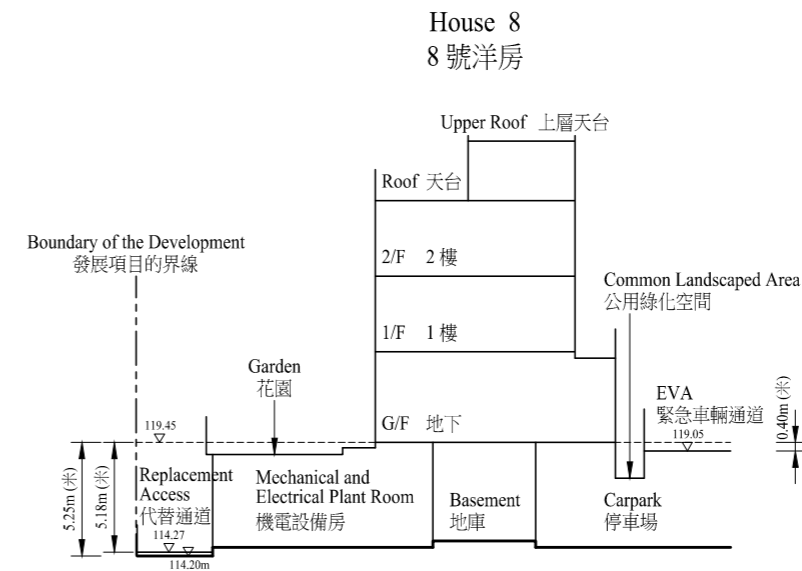 House 8
8 號洋房
Upper Roof 上層天台
Roof 天台
Boundary of the Development
發展項目的界線
2/F 2 樓
Common Landscaped Area
公用綠化空間
1/F 1 樓
Garden
花園
EVA
緊急車輛通道
G/F 地下
119.45
119.05
0.40m (米)
5.25m (米)
5.18m (米)
Replacement
Access
代替通道
Mechanical and
Electrical Plant Room
機電設備房
Basement
地庫
Carpark
停車場
114.27
114.20m